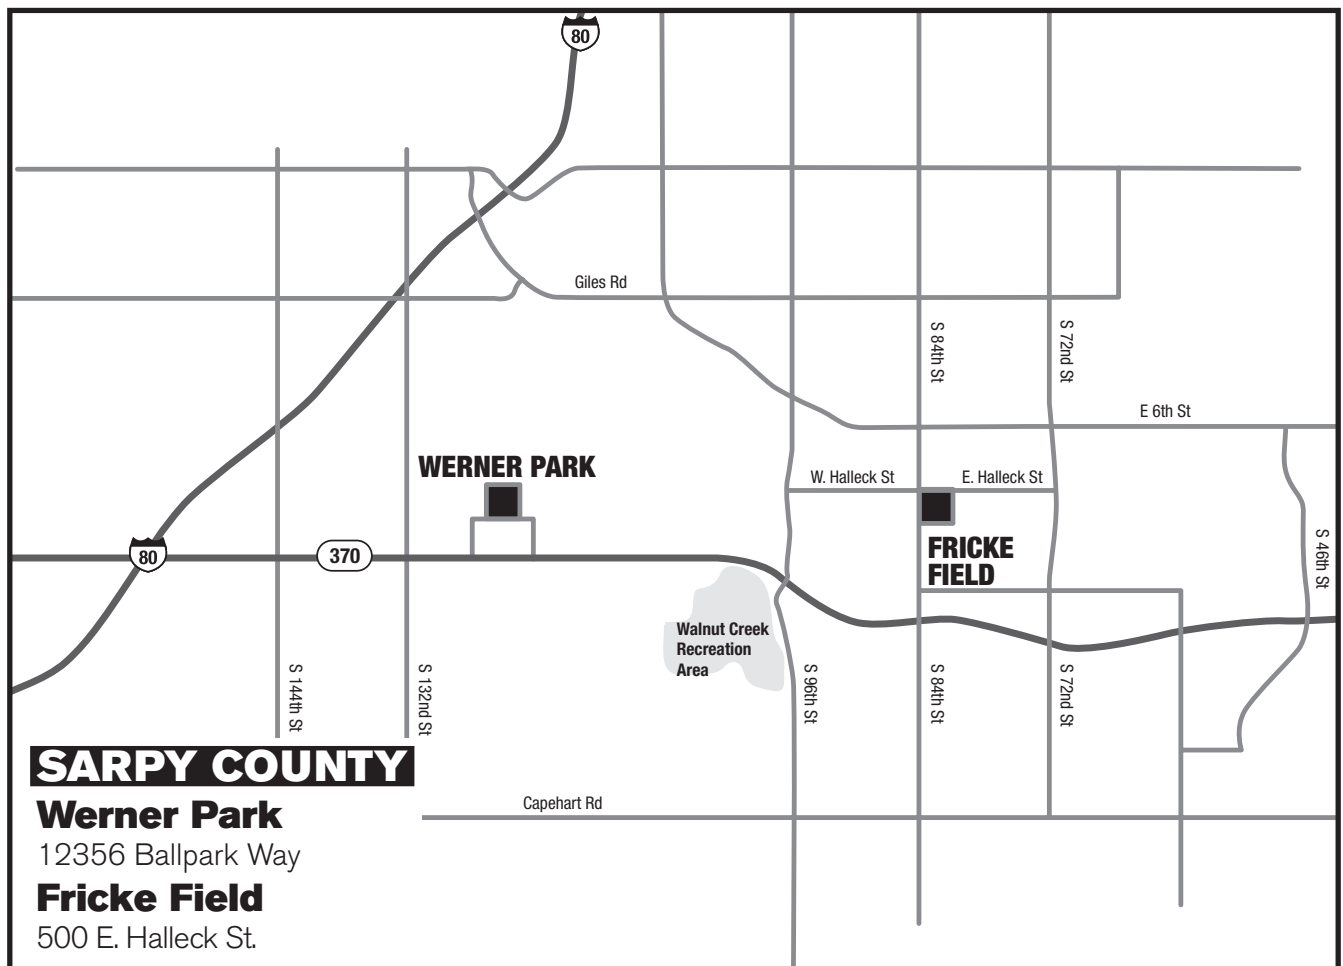 80
Giles Rd
S 84th St
S 72nd St
E 6th St
WERNER PARK
W. Halleck St
E. Halleck St
80
370
FRICKE
FIELD
S 46th St
Walnut Creek
Recreation
Area
S 144th St
S 132nd St
S 96th St
S 84th St
S 72nd St
SARPY COUNTY
Werner Park
12356 Ballpark Way
Fricke Field
500 E. Halleck St.
Capehart Rd